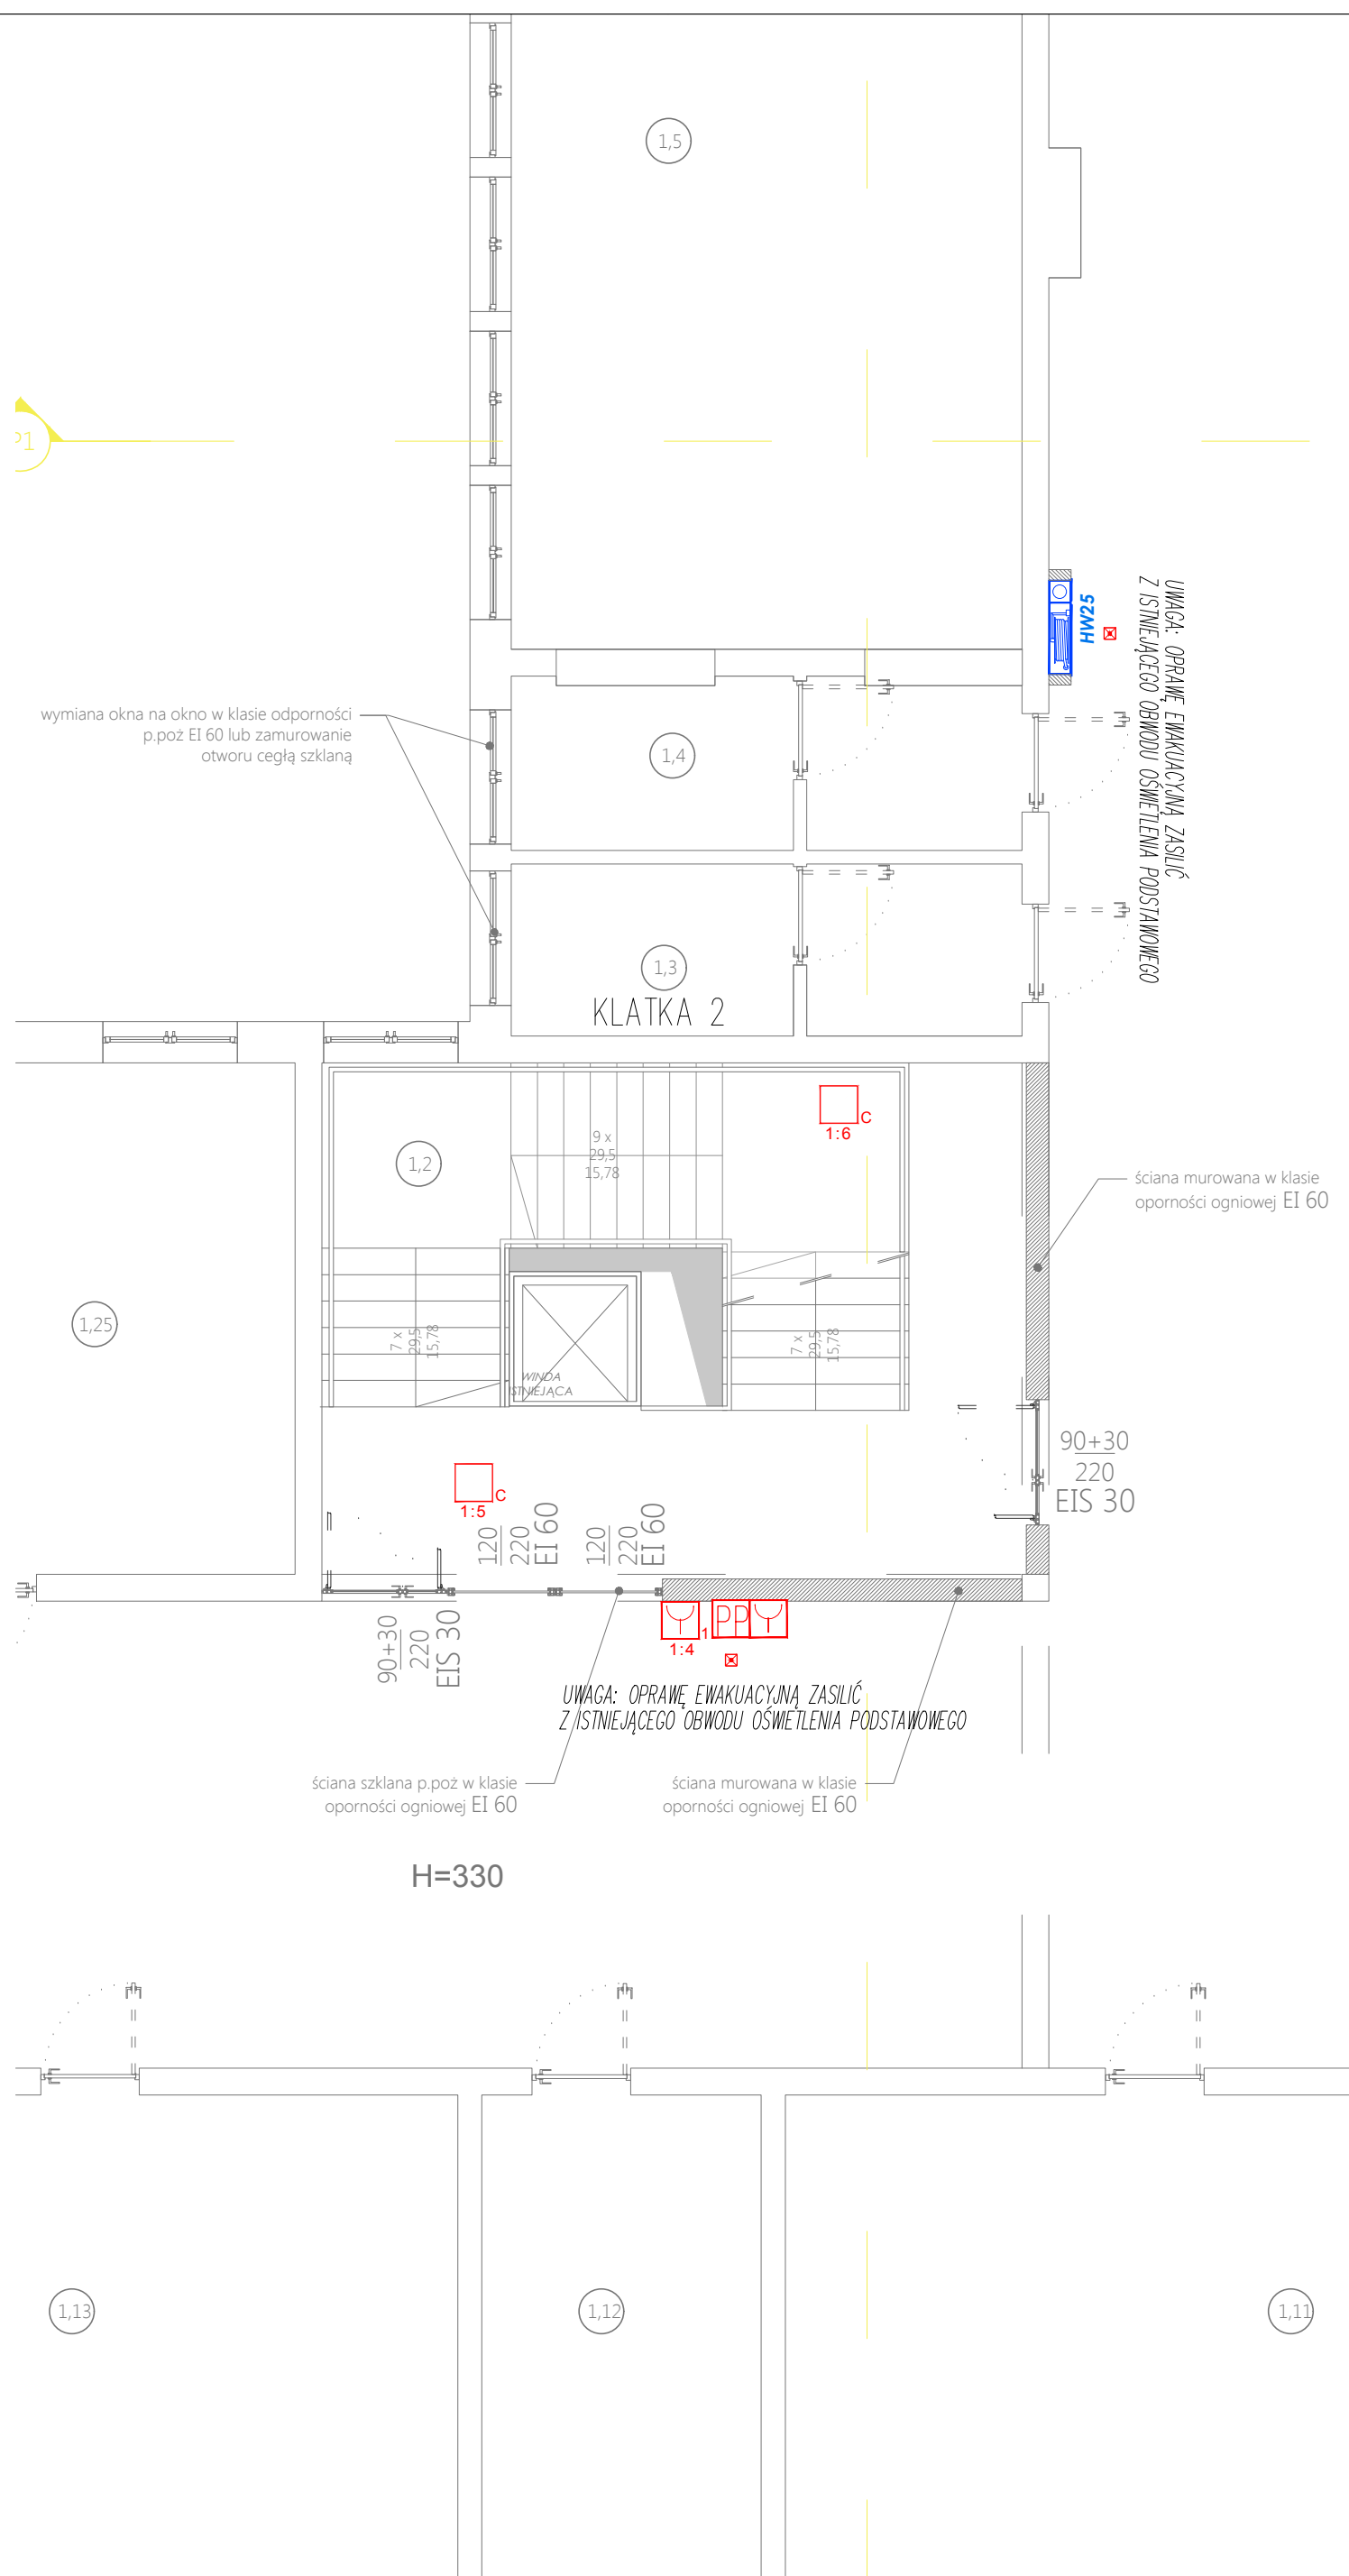 1,5
P1
HW25
UWAGA: OPRAWĘ EWAKUACYJNĄ ZASILIĆ
Z ISTNIEJĄCEGO OBWODU OŚWIETLENIA PODSTAWOWEGO
wymiana okna na okno w klasie odporności
p.poż EI 60 lub zamurowanie
otworu cegłą szklaną
1,4
1,3
KLATKA 2
C
1:6
9 x
29,5
15,78
1,2
ściana murowana w klasie
oporności ogniowej EI 60
1,25
7 x
29,5
15,78
7 x
29,5
15,78
WINDA
ISTNIEJĄCA
90+30
220
EIS 30
C
1:5
120
220
EI 60
120
220
EI 60
90+30
220
EIS 30
1
1:4
PP
UWAGA: OPRAWĘ EWAKUACYJNĄ ZASILIĆ
Z ISTNIEJĄCEGO OBWODU OŚWIETLENIA PODSTAWOWEGO
ściana szklana p.poż w klasie
oporności ogniowej EI 60
ściana murowana w klasie
oporności ogniowej EI 60
H=330
1,13
1,12
1,11